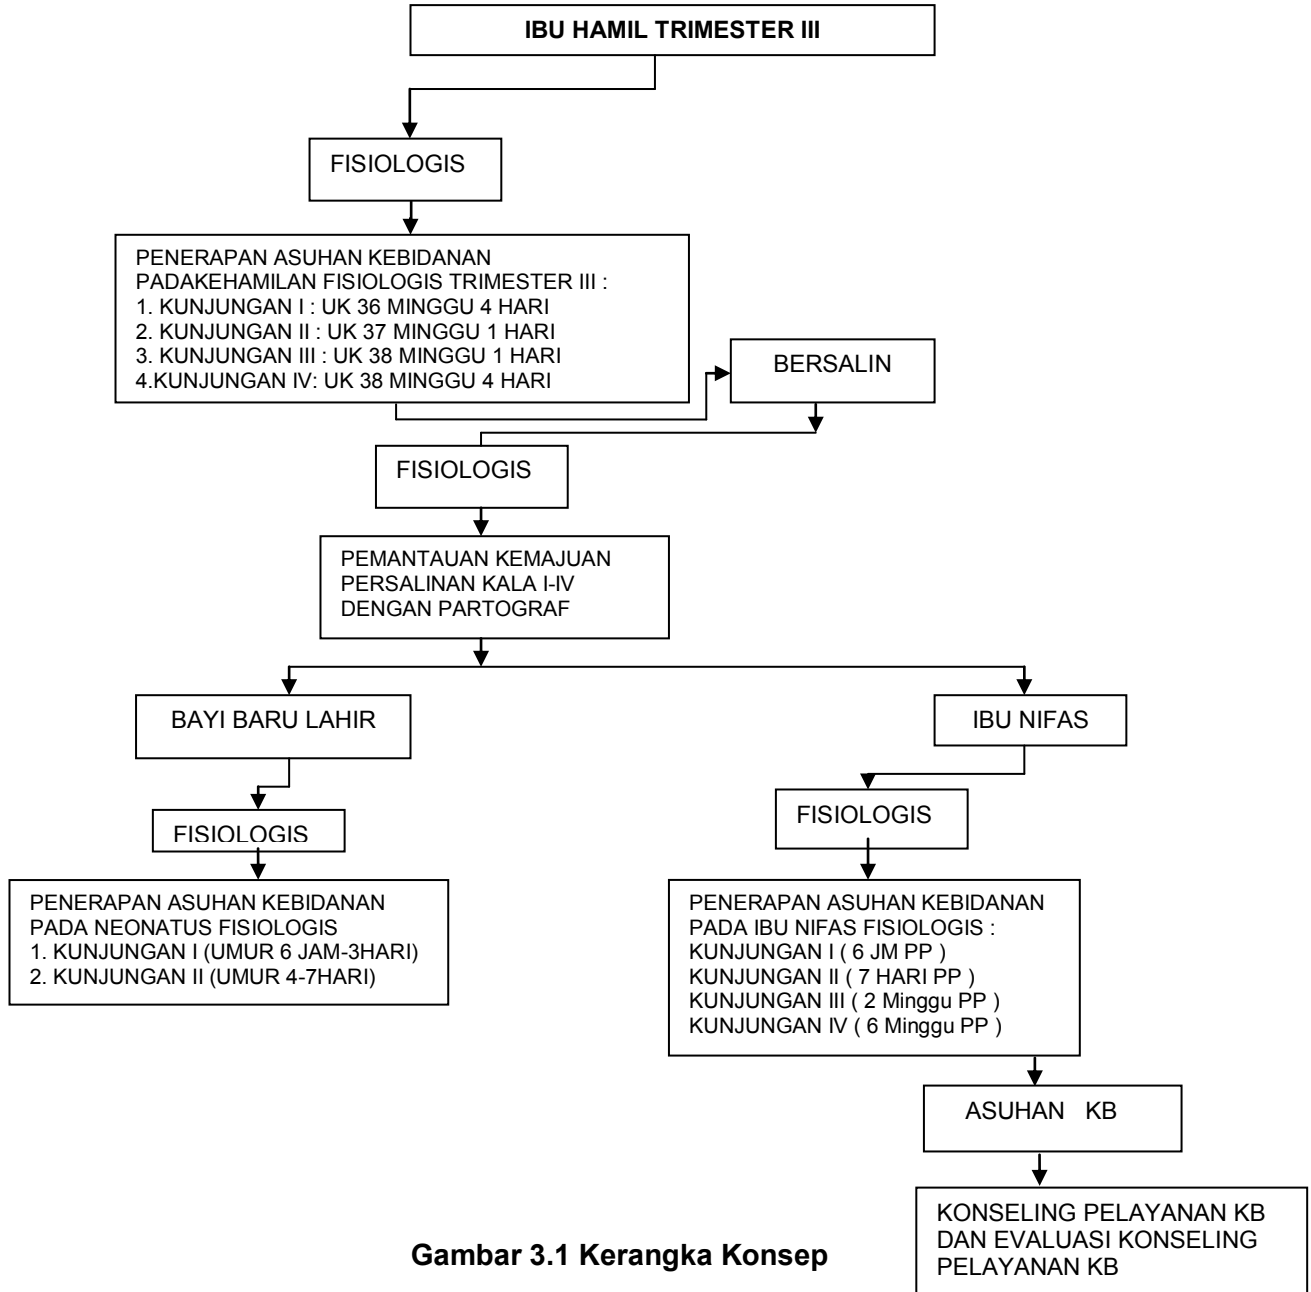 IBU HAMIL TRIMESTER III
FISIOLOGIS
PENERAPAN ASUHAN KEBIDANAN
PADAKEHAMILAN FISIOLOGIS TRIMESTER III :
1. KUNJUNGAN I : UK 36 MINGGU 4 HARI
2. KUNJUNGAN II : UK 37 MINGGU 1 HARI
3. KUNJUNGAN III : UK 38 MINGGU 1 HARI
4.KUNJUNGAN IV: UK 38 MINGGU 4 HARI
BERSALIN
FISIOLOGIS
PEMANTAUAN KEMAJUAN
PERSALINAN KALA I-IV
DENGAN PARTOGRAF
BAYI BARU LAHIR
IBU NIFAS
FISIOLOGIS
FISIOLOGIS
PENERAPAN ASUHAN KEBIDANAN
PADA NEONATUS FISIOLOGIS
1. KUNJUNGAN I (UMUR 6 JAM-3HARI)
2. KUNJUNGAN II (UMUR 4-7HARI)
PENERAPAN ASUHAN KEBIDANAN
PADA IBU NIFAS FISIOLOGIS :
KUNJUNGAN I ( 6 JM PP )
KUNJUNGAN II ( 7 HARI PP )
KUNJUNGAN III ( 2 Minggu PP )
KUNJUNGAN IV ( 6 Minggu PP )
ASUHAN KB
KONSELING PELAYANAN KB
DAN EVALUASI KONSELING
PELAYANAN KB
Gambar 3.1 Kerangka Konsep